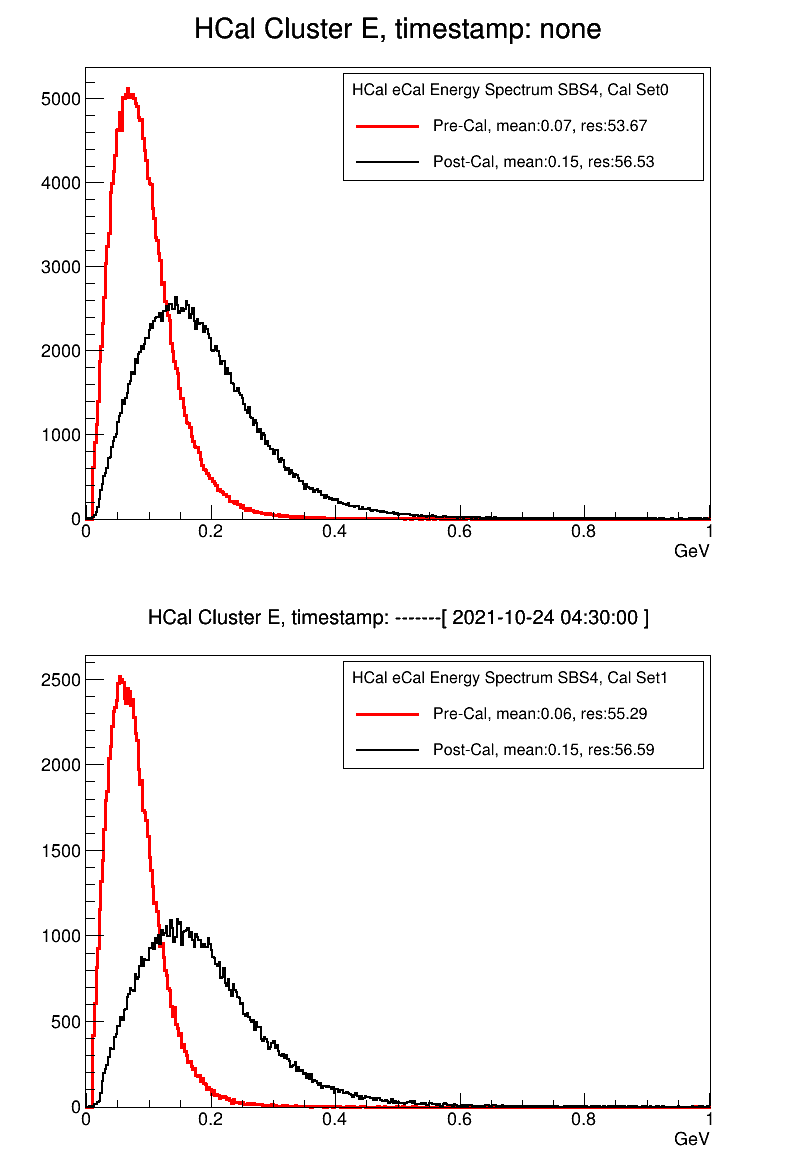 HCal Cluster E, timestamp: none
HCal eCal Energy Spectrum SBS4, Cal Set0
Pre-Cal, mean:0.07, res:53.67
Post-Cal, mean:0.15, res:56.53
5000
4000
3000
2000
1000
0
0 0.2 0.4 0.6 0.8 1
GeV
HCal Cluster E, timestamp: -------[ 2021-10-24 04:30:00 ]
HCal eCal Energy Spectrum SBS4, Cal Set1
Pre-Cal, mean:0.06, res:55.29
Post-Cal, mean:0.15, res:56.59
2500
2000
1500
1000
500
0
0 0.2 0.4 0.6 0.8 1
GeV